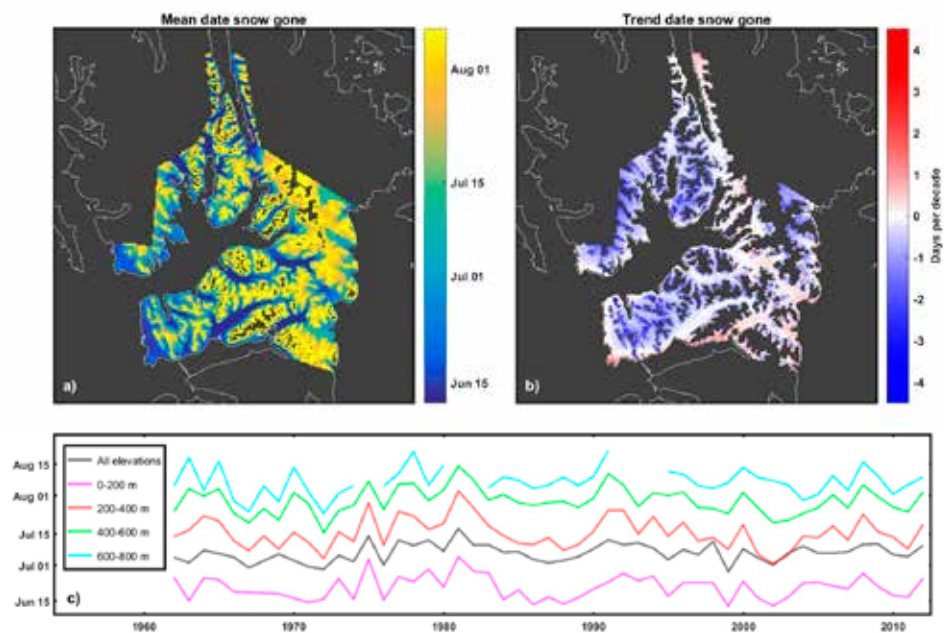 Mean date snow gone
Aug 01
Jul 15
Jul 01
Jun 15
a)
Trend date snow gone
4
3
2
1
0
-1
-2
-3
-4
Days per decade
b)
Aug 15
Aug 01
Jul 15
Jul 01
Jun 15
All elevations
0-200 m
200-400 m
400-600 m
600-800 m
c)
1960
1970
1980
1990
2000
2010